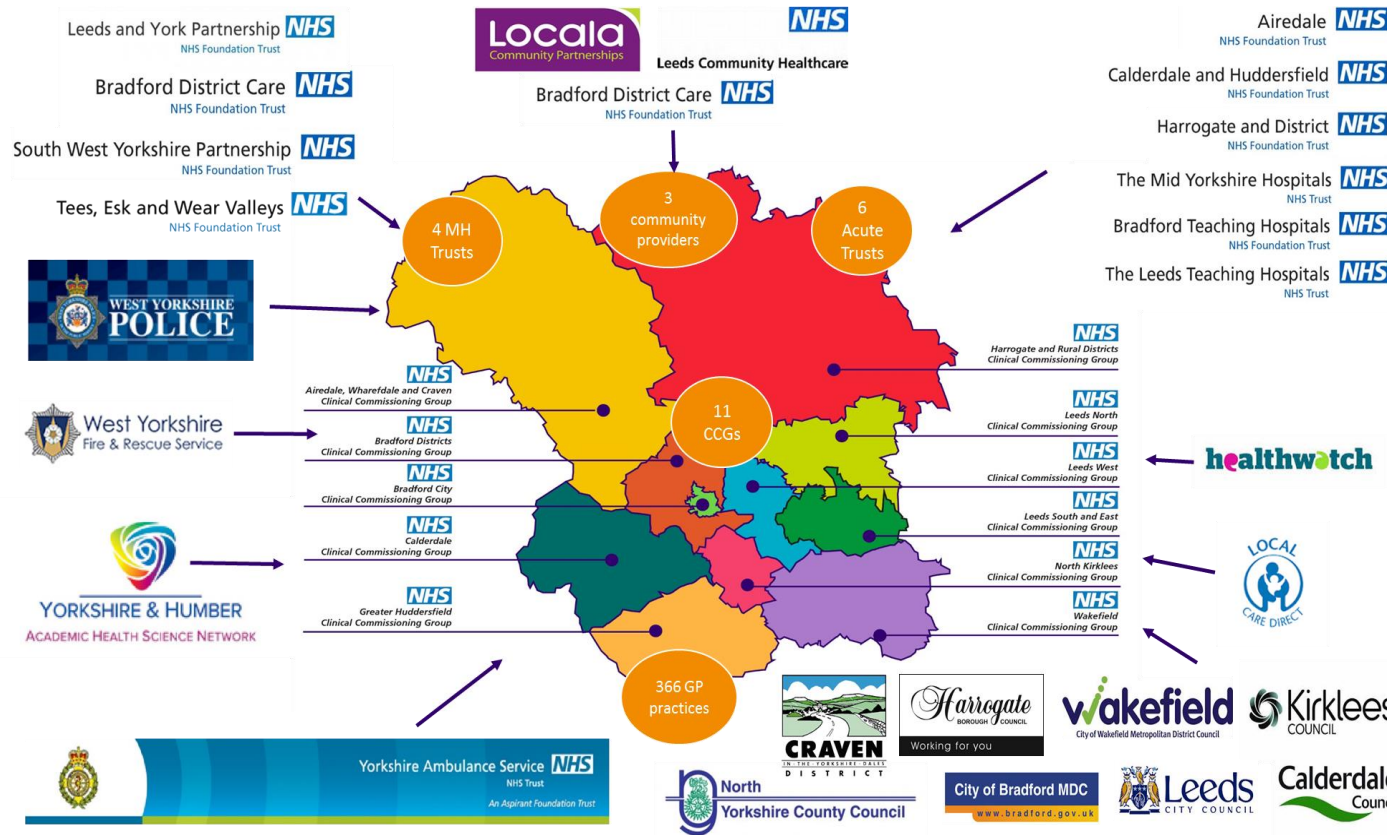 Leeds and York Partnership NHS
NHS Foundation Trust
Bradford District Care NHS
NHS Foundation Trust
South West Yorkshire Partnership NHS
NHS Foundation Trust
Tees, Esk and Wear Valleys NHS
NHS Foundation Trust
Locala
Community Partnerships
NHS
Leeds Community Healthcare
Bradford District Care NHS
NHS Foundation Trust
Airedale NHS
NHS Foundation Trust
Calderdale and Huddersfield NHS
NHS Foundation Trust
Harrogate and District NHS
NHS Foundation Trust
The Mid Yorkshire Hospitals NHS
NHS Trust
Bradford Teaching Hospitals NHS
NHS Foundation Trust
The Leeds Teaching Hospitals NHS
NHS Trust
4 MH
Trusts
3
community
providers
6
Acute
Trusts
WEST YORKSHIRE
POLICE
West Yorkshire
Fire & Rescue Service
YORKSHIRE & HUMBER
ACADEMIC HEALTH SCIENCE NETWORK
NHS
Airedale, Wharefdale and Craven
Clinical Commissioning Group
NHS
Bradford Districts
Clinical Commissioning Group
NHS
Bradford City
Clinical Commissioning Group
NHS
Calderdale
Clinical Commissioning Group
NHS
Greater Huddersfield
Clinical Commissioning Group
11
CCGs
NHS
Harrogate and Rural Districts
Clinical Commissioning Group
NHS
Leeds North
Clinical Commissioning Group
NHS
Leeds West
Clinical Commissioning Group
NHS
Leeds South and East
Clinical Commissioning Group
NHS
North Kirklees
Clinical Commissioning Group
NHS
Wakefield
Clinical Commissioning Group
healthwatch
LOCAL
CARE DIRECT
366 GP
practices
Yorkshire Ambulance Service NHS
NHS Trust
An Aspirant Foundation Trust
CRAVEN
IN THE YORKSHIRE DALES
DISTRICT
Harrogate
BOROUGH COUNCIL
Working for you
wakefield
City of Wakefield Metropolitan District Council
Kirklees
COUNCIL
North
Yorkshire County Council
City of Bradford MDC
www.bradford.gov.uk
Leeds
CITY COUNCIL
Calderdale
Counc